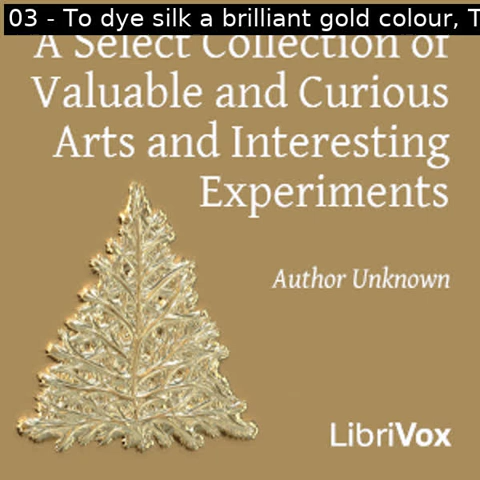 03 - To dye silk a brilliant gold colour, T
A Select Collection of
Valuable and Curious
Arts and Interesting
Experiments
Author Unknown
LibriVox